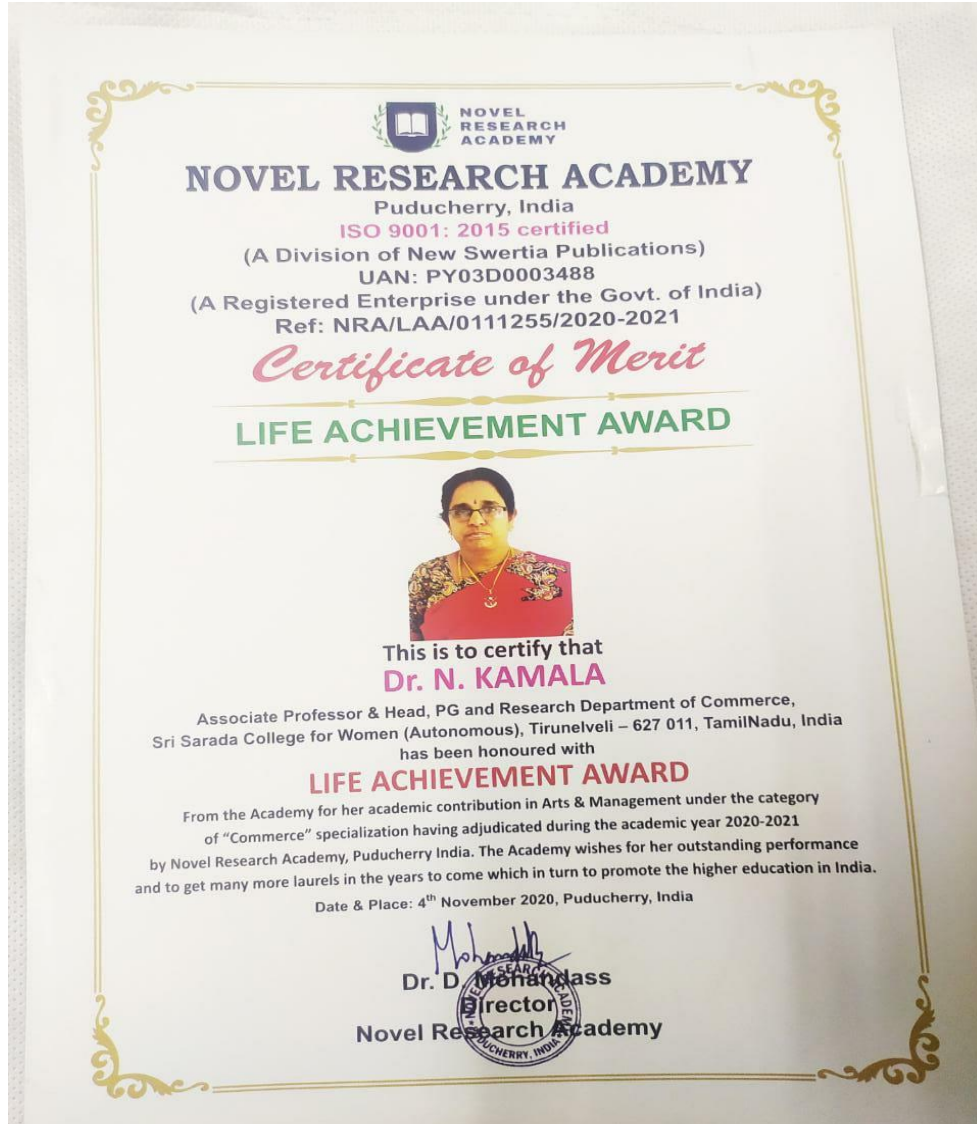 NOVEL
RESEARCH
ACADEMY
NOVEL RESEARCH ACADEMY
Puducherry, India
ISO 9001: 2015 certified
(A Division of New Swertia Publications)
UAN: PY03D0003488
(A Registered Enterprise under the Govt. of India)
Ref: NRA/LAA/0111255/2020-2021
Certificate of Merit
LIFE ACHIEVEMENT AWARD
This is to certify that
Dr. N. KAMALA
Associate Professor & Head, PG and Research Department of Commerce,
Sri Sarada College for Women (Autonomous), Tirunelveli – 627 011, TamilNadu, India
has been honoured with
LIFE ACHIEVEMENT AWARD
From the Academy for her academic contribution in Arts & Management under the category
of “Commerce” specialization having adjudicated during the academic year 2020-2021
by Novel Research Academy, Puducherry India. The Academy wishes for her outstanding performance
and to get many more laurels in the years to come which in turn to promote the higher education in India.
Date & Place: 4th November 2020, Puducherry, India
Dr. D. Mohandass
Director
Novel Research Academy
NOVEL RESEARCH ACADEMY
PUDUCHERRY, INDIA